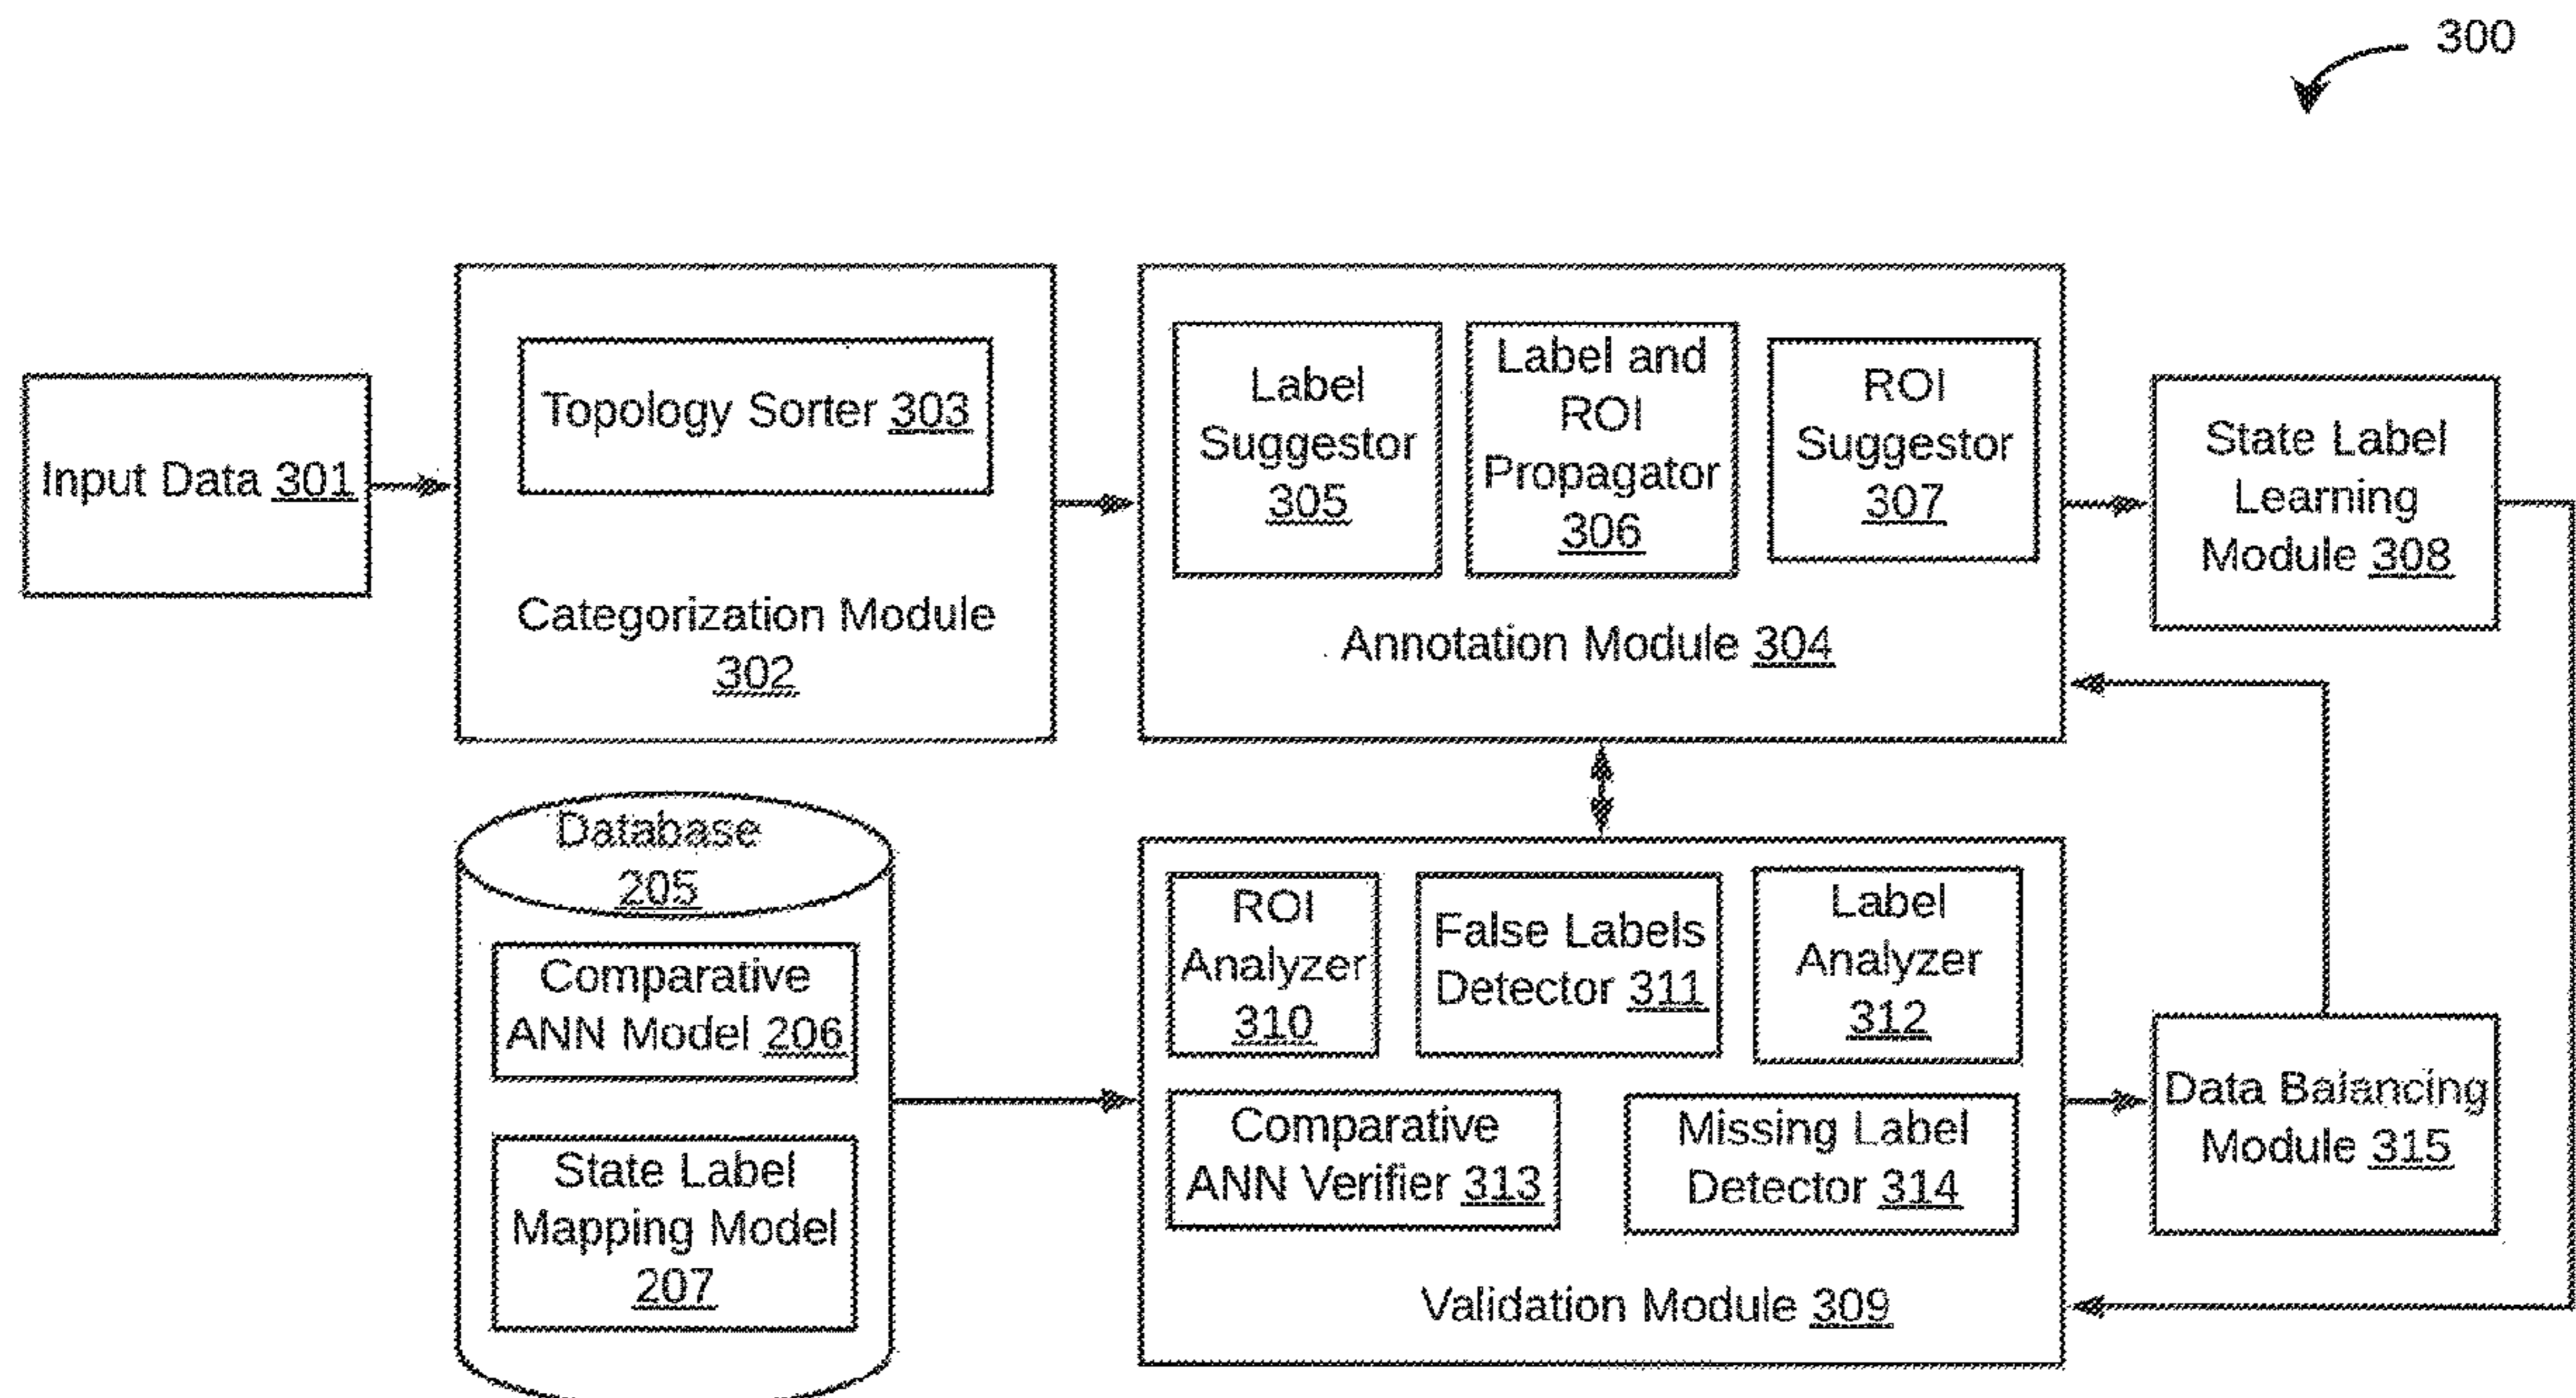 300
Input Data 301
Topology Sorter 303
Categorization Module
302
Label
Suggestor
305
Label and
ROI
Propagator
306
ROI
Suggestor
307
Annotation Module 304
State Label
Learning
Module 308
Database
205
Comparative
ANN Model 206
State Label
Mapping Model
207
ROI
Analyzer
310
False Labels
Detector 311
Label
Analyzer
312
Comparative
ANN Verifier 313
Missing Label
Detector 314
Validation Module 309
Data Balancing
Module 315